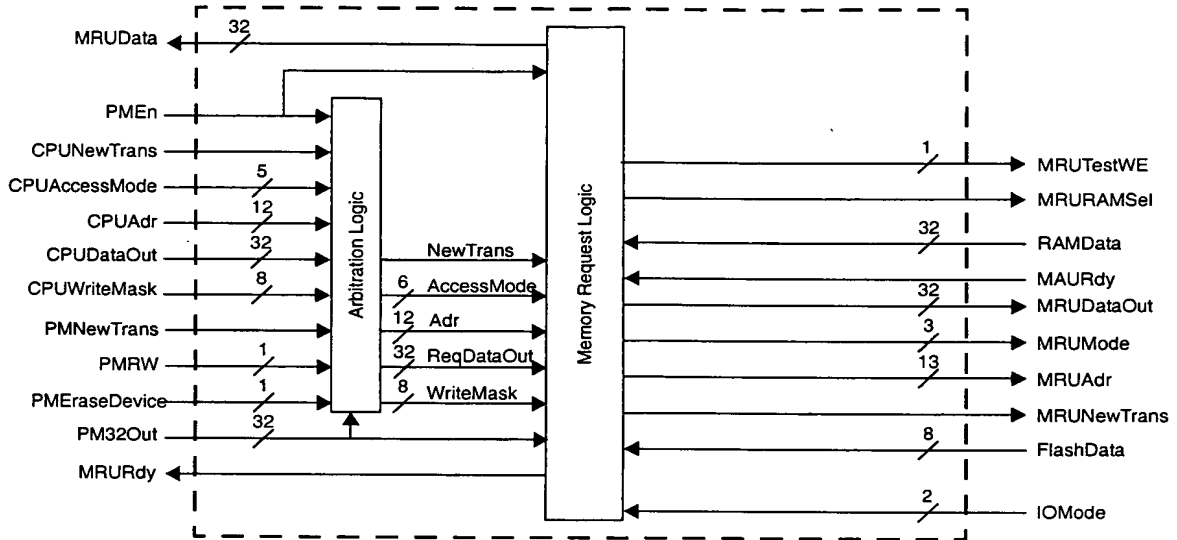 MRUData
32
PMEn
CPUNewTrans
CPUAccessMode
5
CPUAdr
12
CPUDataOut
32
CPUWriteMask
8
PMNewTrans
PMRW
1
PMEraseDevice
1
PM32Out
32
MRURdy
Arbitration Logic
NewTrans
6
AccessMode
12
Adr
32
ReqDataOut
8
WriteMask
Memory Request Logic
1
MRUTestWE
MRURAMSel
32
RAMData
MAURdy
32
MRUDataOut
3
MRUMode
13
MRUAdr
MRUNewTrans
8
FlashData
2
IOMode